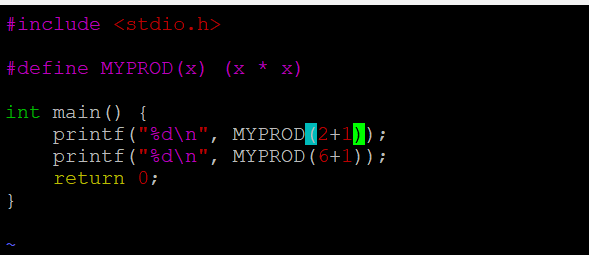 #include <stdio.h>
#define MYPROD(x) (x * x)
int main() {
    printf("%d\n", MYPROD(2+1));
    printf("%d\n", MYPROD(6+1));
    return 0;
}
~